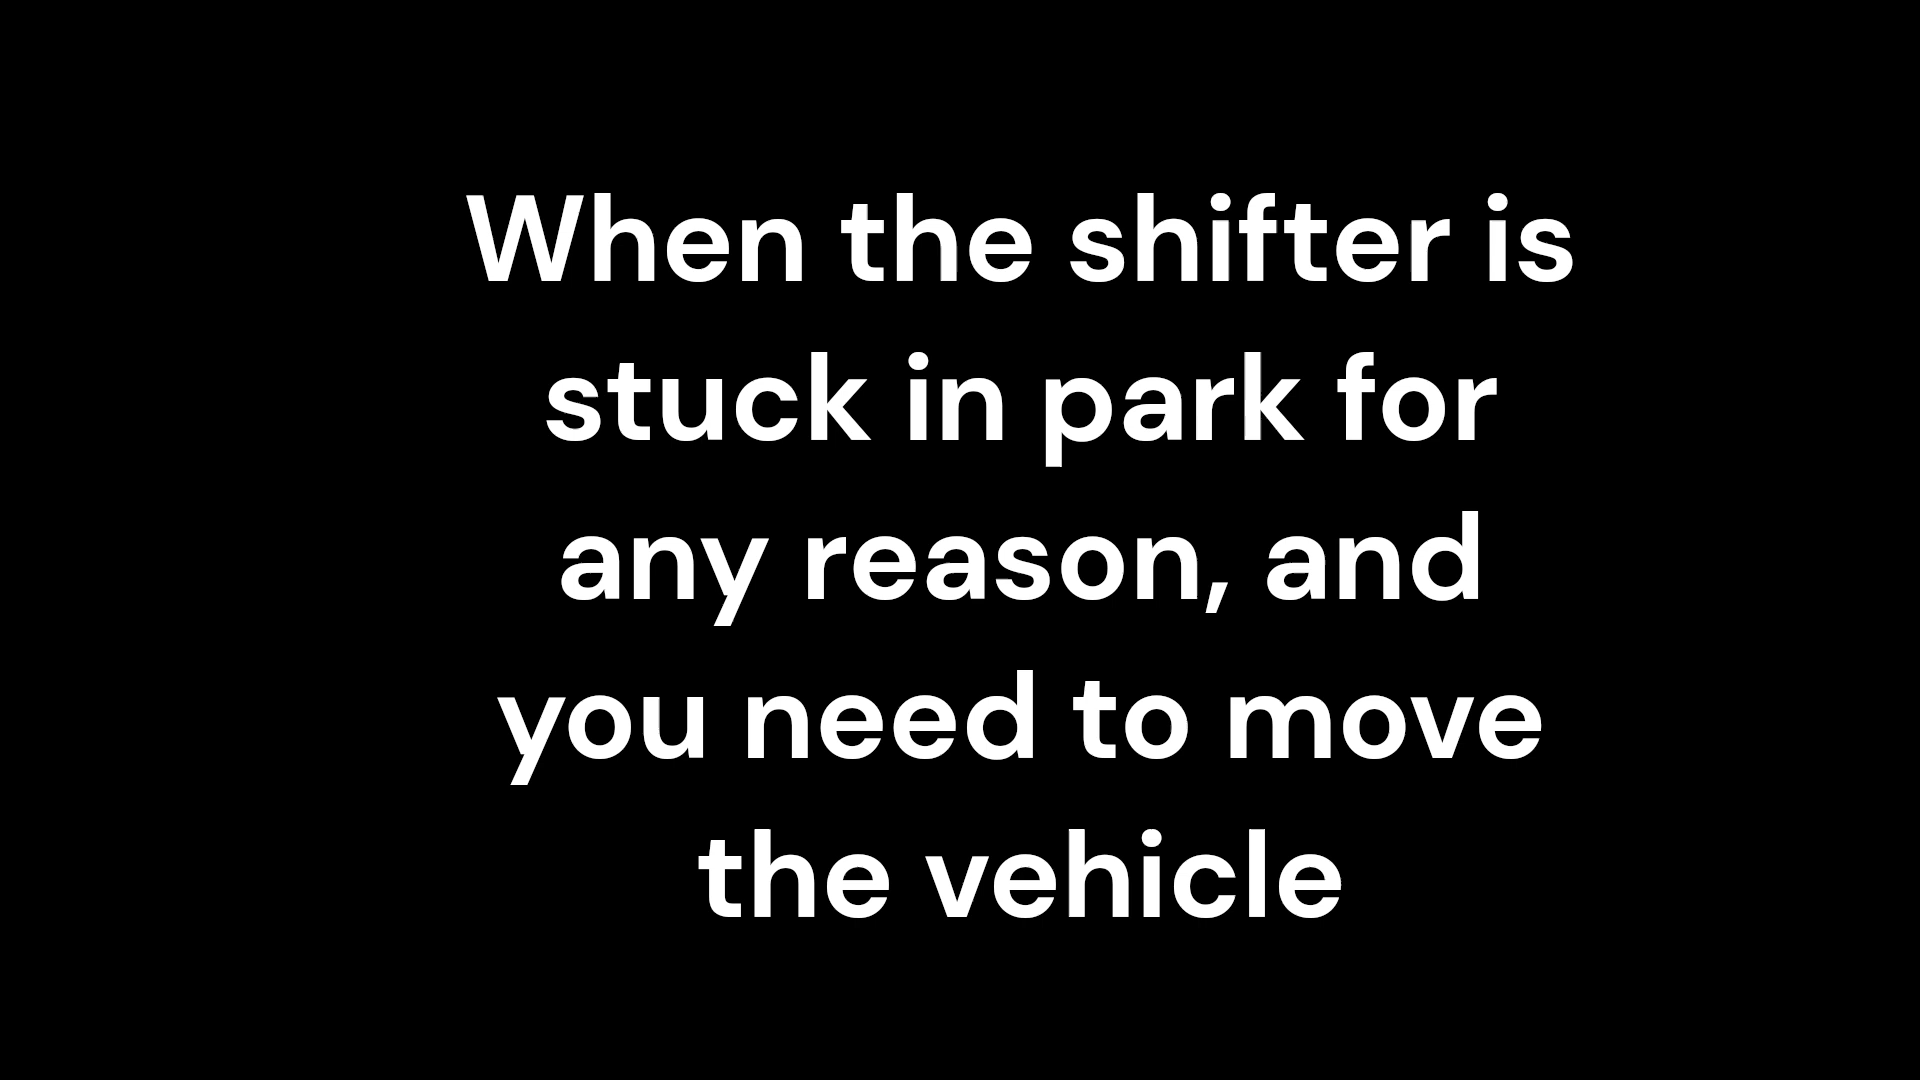 When the shifter is
stuck in park for
any reason, and
you need to move
the vehicle